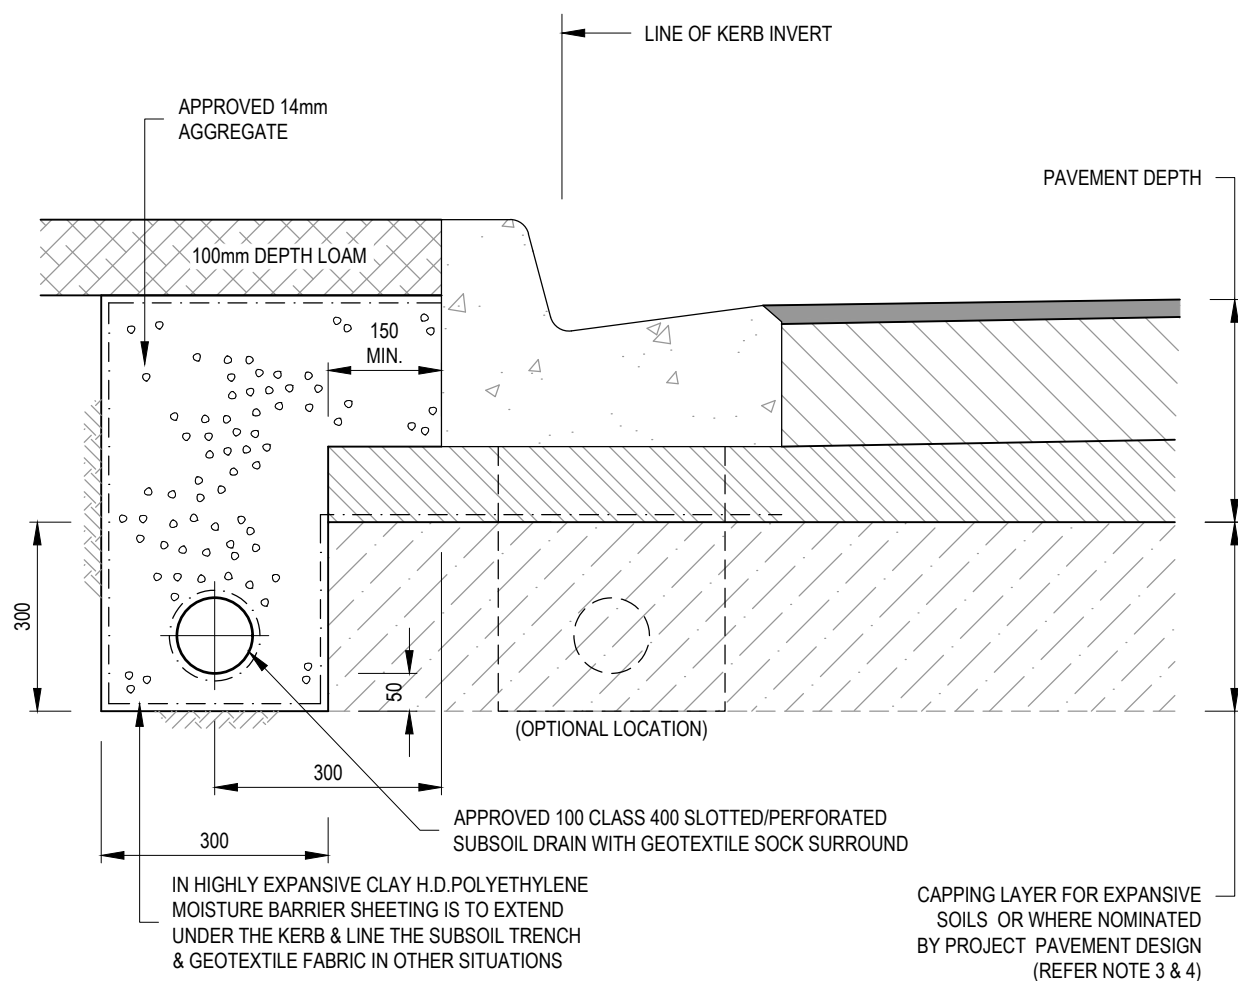 LINE OF KERB INVERT
APPROVED 14mm
AGGREGATE
PAVEMENT DEPTH
100mm DEPTH LOAM
150
MIN.
300
50
(OPTIONAL LOCATION)
300
APPROVED 100 CLASS 400 SLOTTED/PERFORATED
SUBSOIL DRAIN WITH GEOTEXTILE SOCK SURROUND
300
IN HIGHLY EXPANSIVE CLAY H.D.POLYETHYLENE
MOISTURE BARRIER SHEETING IS TO EXTEND
UNDER THE KERB & LINE THE SUBSOIL TRENCH
& GEOTEXTILE FABRIC IN OTHER SITUATIONS
CAPPING LAYER FOR EXPANSIVE
SOILS OR WHERE NOMINATED
BY PROJECT PAVEMENT DESIGN
(REFER NOTE 3 & 4)